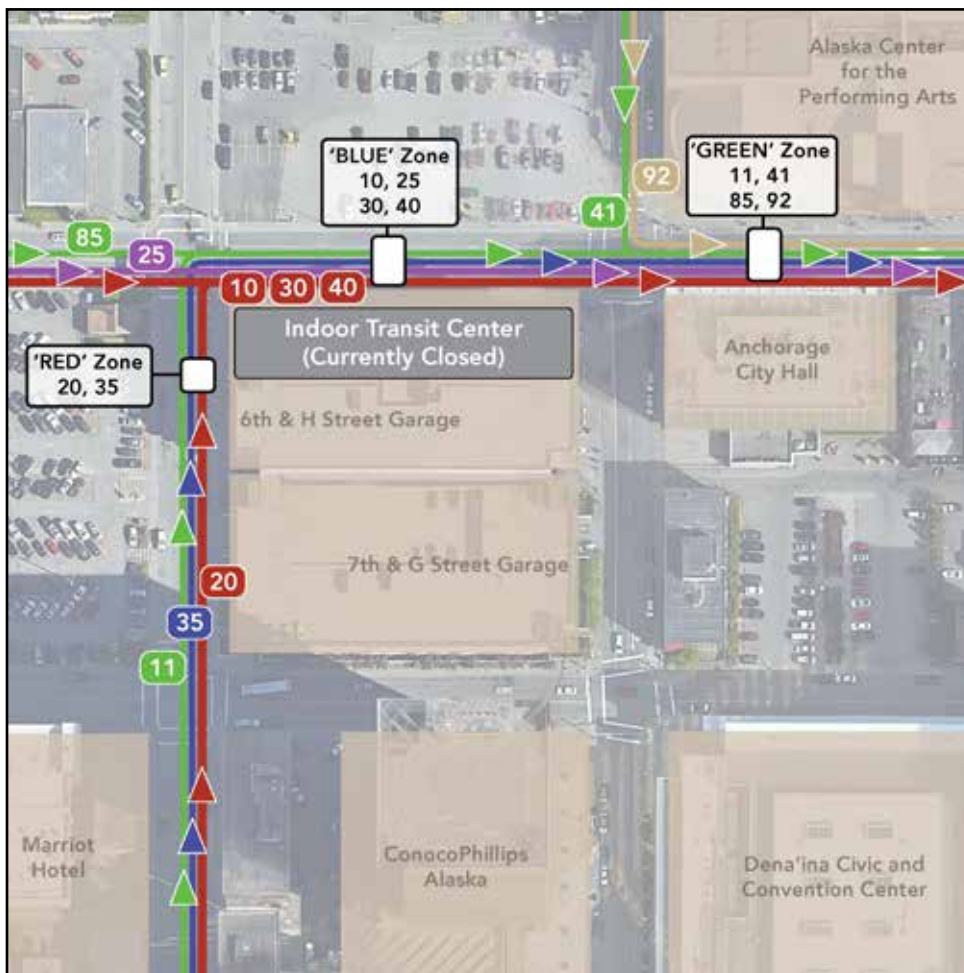 Alaska Center
for the
Performing Arts
'BLUE' Zone
10, 25
30, 40
'GREEN' Zone
11, 41
85, 92
92
41
85
25
10 30 40
Indoor Transit Center
(Currently Closed)
'RED' Zone
20, 35
Anchorage
City Hall
6th & H Street Garage
7th & G Street Garage
20
35
11
Marriot
Hotel
ConocoPhillips
Alaska
Dena'ina Civic and
Convention Center